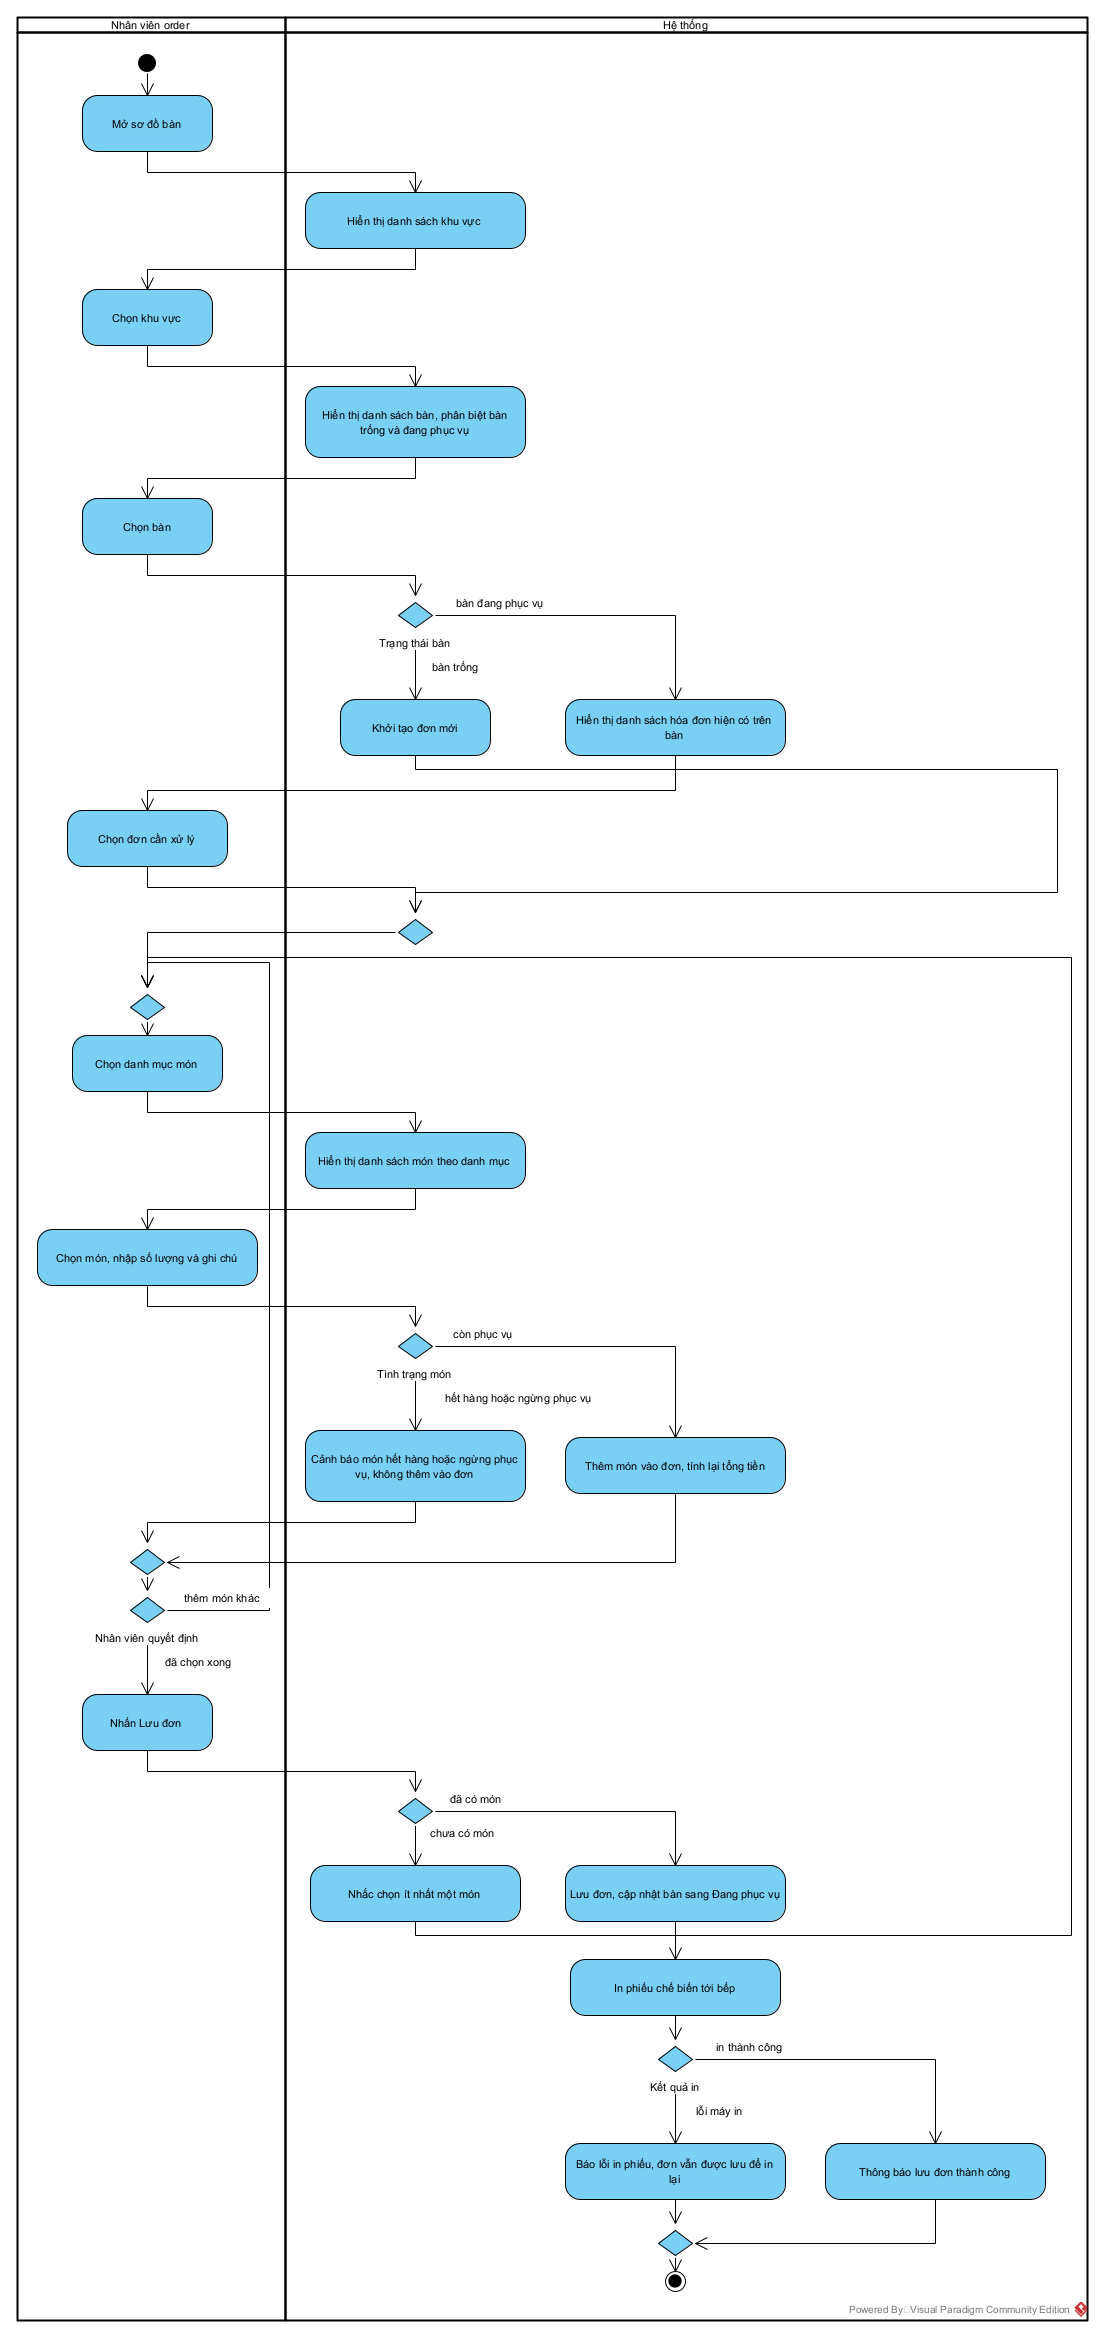 Nhân viên order
Hệ thống
Mở sơ đồ bàn
Hiển thị danh sách khu vực
Chọn khu vực
Hiển thị danh sách bàn, phân biệt bàn
trống và đang phục vụ
Chọn bàn
bàn đang phục vụ
Trạng thái bàn
bàn trống
Khởi tạo đơn mới
Hiển thị danh sách hóa đơn hiện có trên
bàn
Chọn đơn cần xử lý
Chọn danh mục món
Hiển thị danh sách món theo danh mục
Chọn món, nhập số lượng và ghi chú
còn phục vụ
Tình trạng món
hết hàng hoặc ngừng phục vụ
Cảnh báo món hết hàng hoặc ngừng phục
vụ, không thêm vào đơn
Thêm món vào đơn, tính lại tổng tiền
thêm món khác
Nhân viên quyết định
đã chọn xong
Nhấn Lưu đơn
đã có món
chưa có món
Nhắc chọn ít nhất một món
Lưu đơn, cập nhật bàn sang Đang phục vụ
In phiếu chế biến tới bếp
in thành công
Kết quả in
lỗi máy in
Báo lỗi in phiếu, đơn vẫn được lưu để in
lại
Thông báo lưu đơn thành công
Powered By Visual Paradigm Community Edition